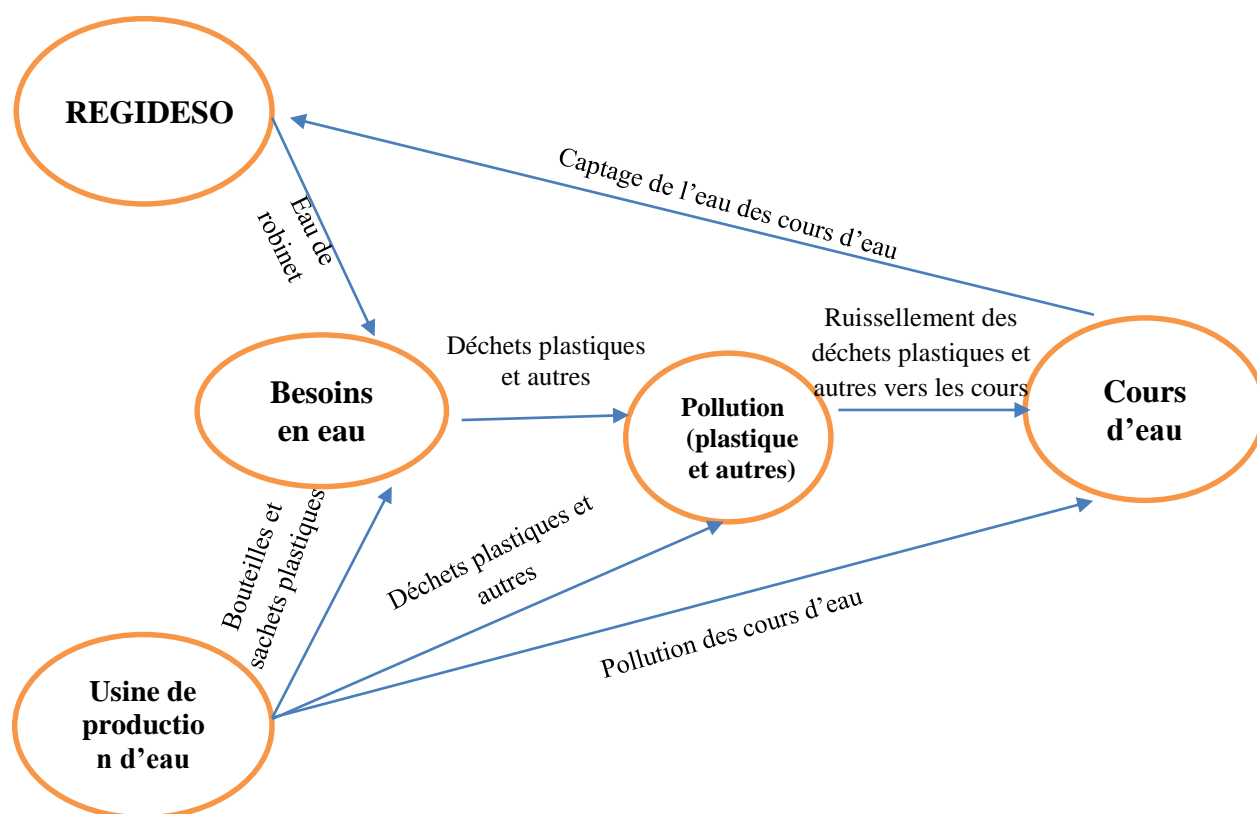 REGIDESO
Captage de l’eau des cours d’eau
Eau de
robinet
Besoins
en eau
Déchets plastiques
et autres
Pollution
(plastique
et autres)
Ruissellement des
déchets plastiques et
autres vers les cours
Cours
d’eau
Bouteilles et
sachets plastiques
Déchets plastiques et
autres
Pollution des cours d’eau
Usine de
productio
n d’eau